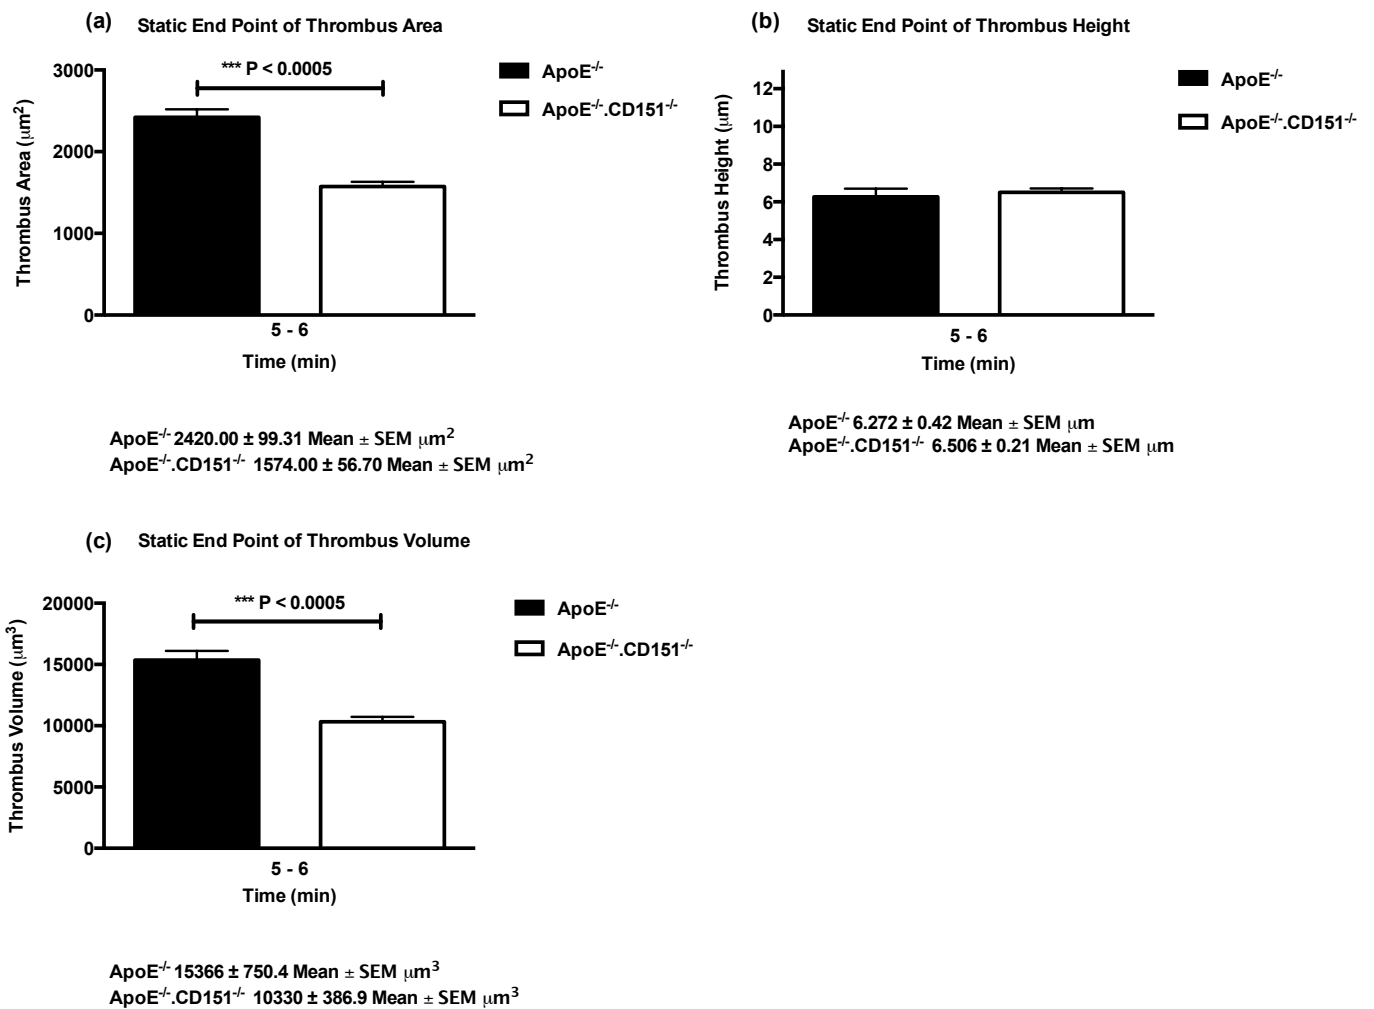 (a) Static End Point of Thrombus Area
*** P < 0.0005
3000
2000
1000
0
Thrombus Area (μm²)
5 - 6
Time (min)
ApoE⁻/⁻
ApoE⁻/⁻.CD151⁻/⁻
ApoE⁻/⁻ 2420.00 ± 99.31 Mean ± SEM μm²
ApoE⁻/⁻.CD151⁻/⁻ 1574.00 ± 56.70 Mean ± SEM μm²
(b) Static End Point of Thrombus Height
12
10
8
6
4
2
0
Thrombus Height (μm)
5 - 6
Time (min)
ApoE⁻/⁻
ApoE⁻/⁻.CD151⁻/⁻
ApoE⁻/⁻ 6.272 ± 0.42 Mean ± SEM μm
ApoE⁻/⁻.CD151⁻/⁻ 6.506 ± 0.21 Mean ± SEM μm
(c) Static End Point of Thrombus Volume
*** P < 0.0005
20000
15000
10000
5000
0
Thrombus Volume (μm³)
5 - 6
Time (min)
ApoE⁻/⁻
ApoE⁻/⁻.CD151⁻/⁻
ApoE⁻/⁻ 15366 ± 750.4 Mean ± SEM μm³
ApoE⁻/⁻.CD151⁻/⁻ 10330 ± 386.9 Mean ± SEM μm³